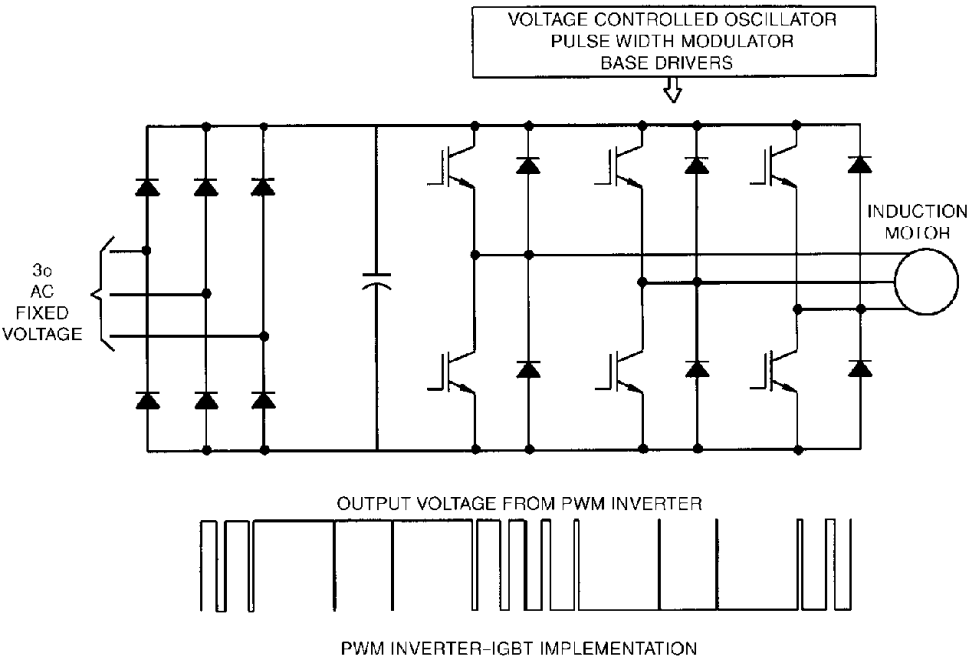 VOLTAGE CONTROLLED OSCILLATOR
PULSE WIDTH MODULATOR
BASE DRIVERS
INDUCTION
MOTOR
3o
AC
FIXED
VOLTAGE
OUTPUT VOLTAGE FROM PWM INVERTER
PWM INVERTER–IGBT IMPLEMENTATION